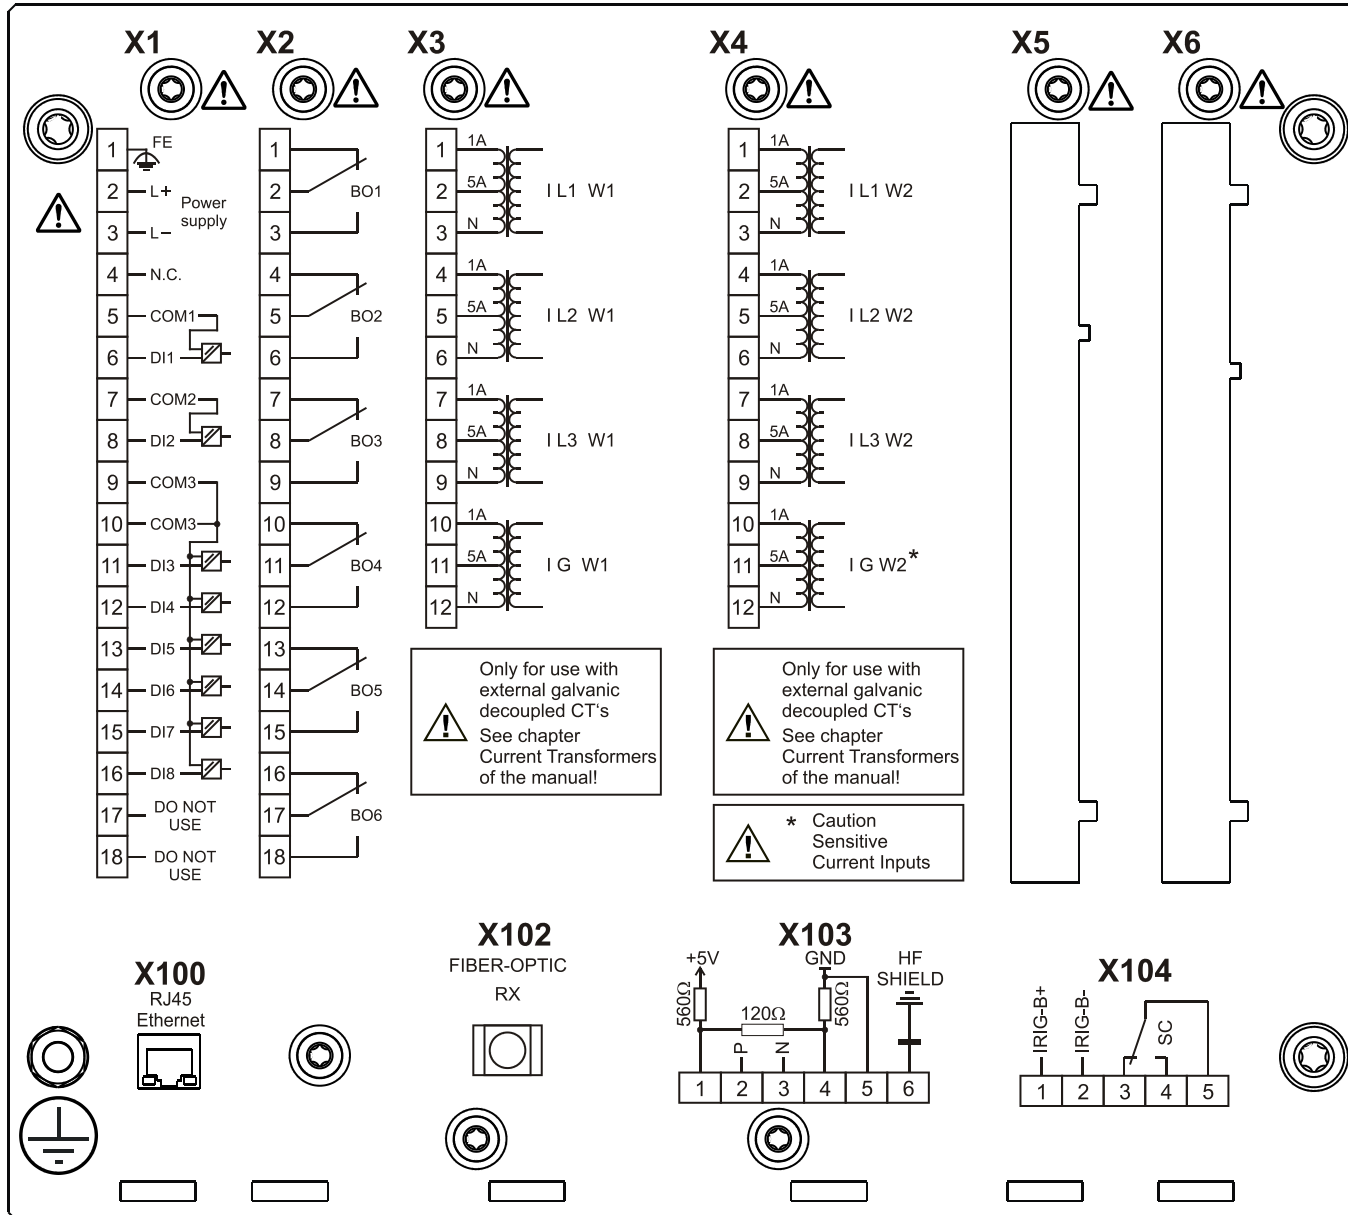 X1
X2
X3
X4
X5
X6
1 FE
2 L+
Power
supply
3 L−
4 N.C.
5 COM1
6 DI1
7 COM2
8 DI2
9 COM3
10 COM3
11 DI3
12 DI4
13 DI5
14 DI6
15 DI7
16 DI8
17 DO NOT
USE
18 DO NOT
USE
1
2 BO1
3
4
5 BO2
6
7
8 BO3
9
10
11 BO4
12
13
14 BO5
15
16
17 BO6
18
1 1A
2 5A I L1 W1
3 N
4 1A
5 5A I L2 W1
6 N
7 1A
8 5A I L3 W1
9 N
10 1A
11 5A I G W1
12 N
Only for use with
external galvanic
decoupled CT‘s
See chapter
Current Transformers
of the manual!
1 1A
2 5A I L1 W2
3 N
4 1A
5 5A I L2 W2
6 N
7 1A
8 5A I L3 W2
9 N
10 1A
11 5A I G W2*
12 N
Only for use with
external galvanic
decoupled CT‘s
See chapter
Current Transformers
of the manual!
* Caution
Sensitive
Current Inputs
X100
RJ45
Ethernet
X102
FIBER-OPTIC
RX
X103
+5V
GND
HF
SHIELD
560Ω
120Ω
560Ω
P
N
1 2 3 4 5 6
X104
IRIG-B+
IRIG-B-
SC
1 2 3 4 5